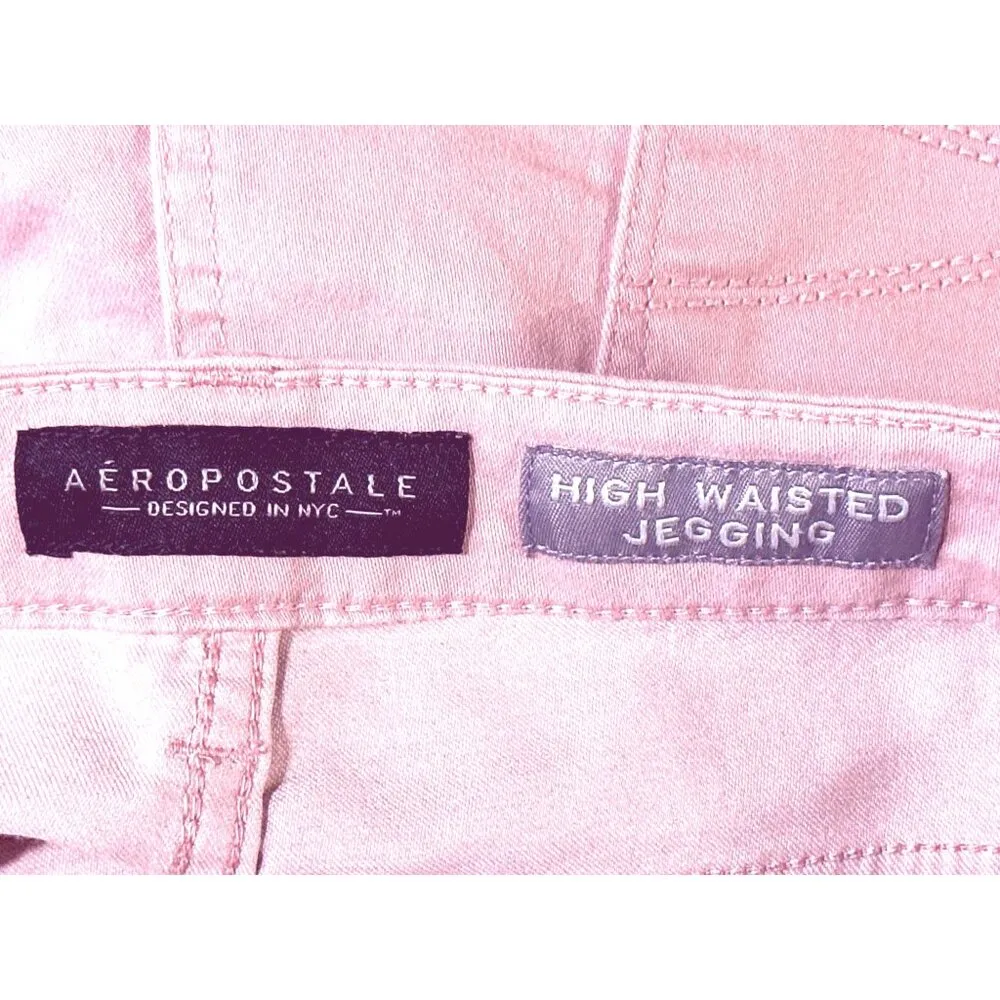 AÉROPOSTALE
— DESIGNED IN NYC —™
HIGH WAISTED
JEGGING